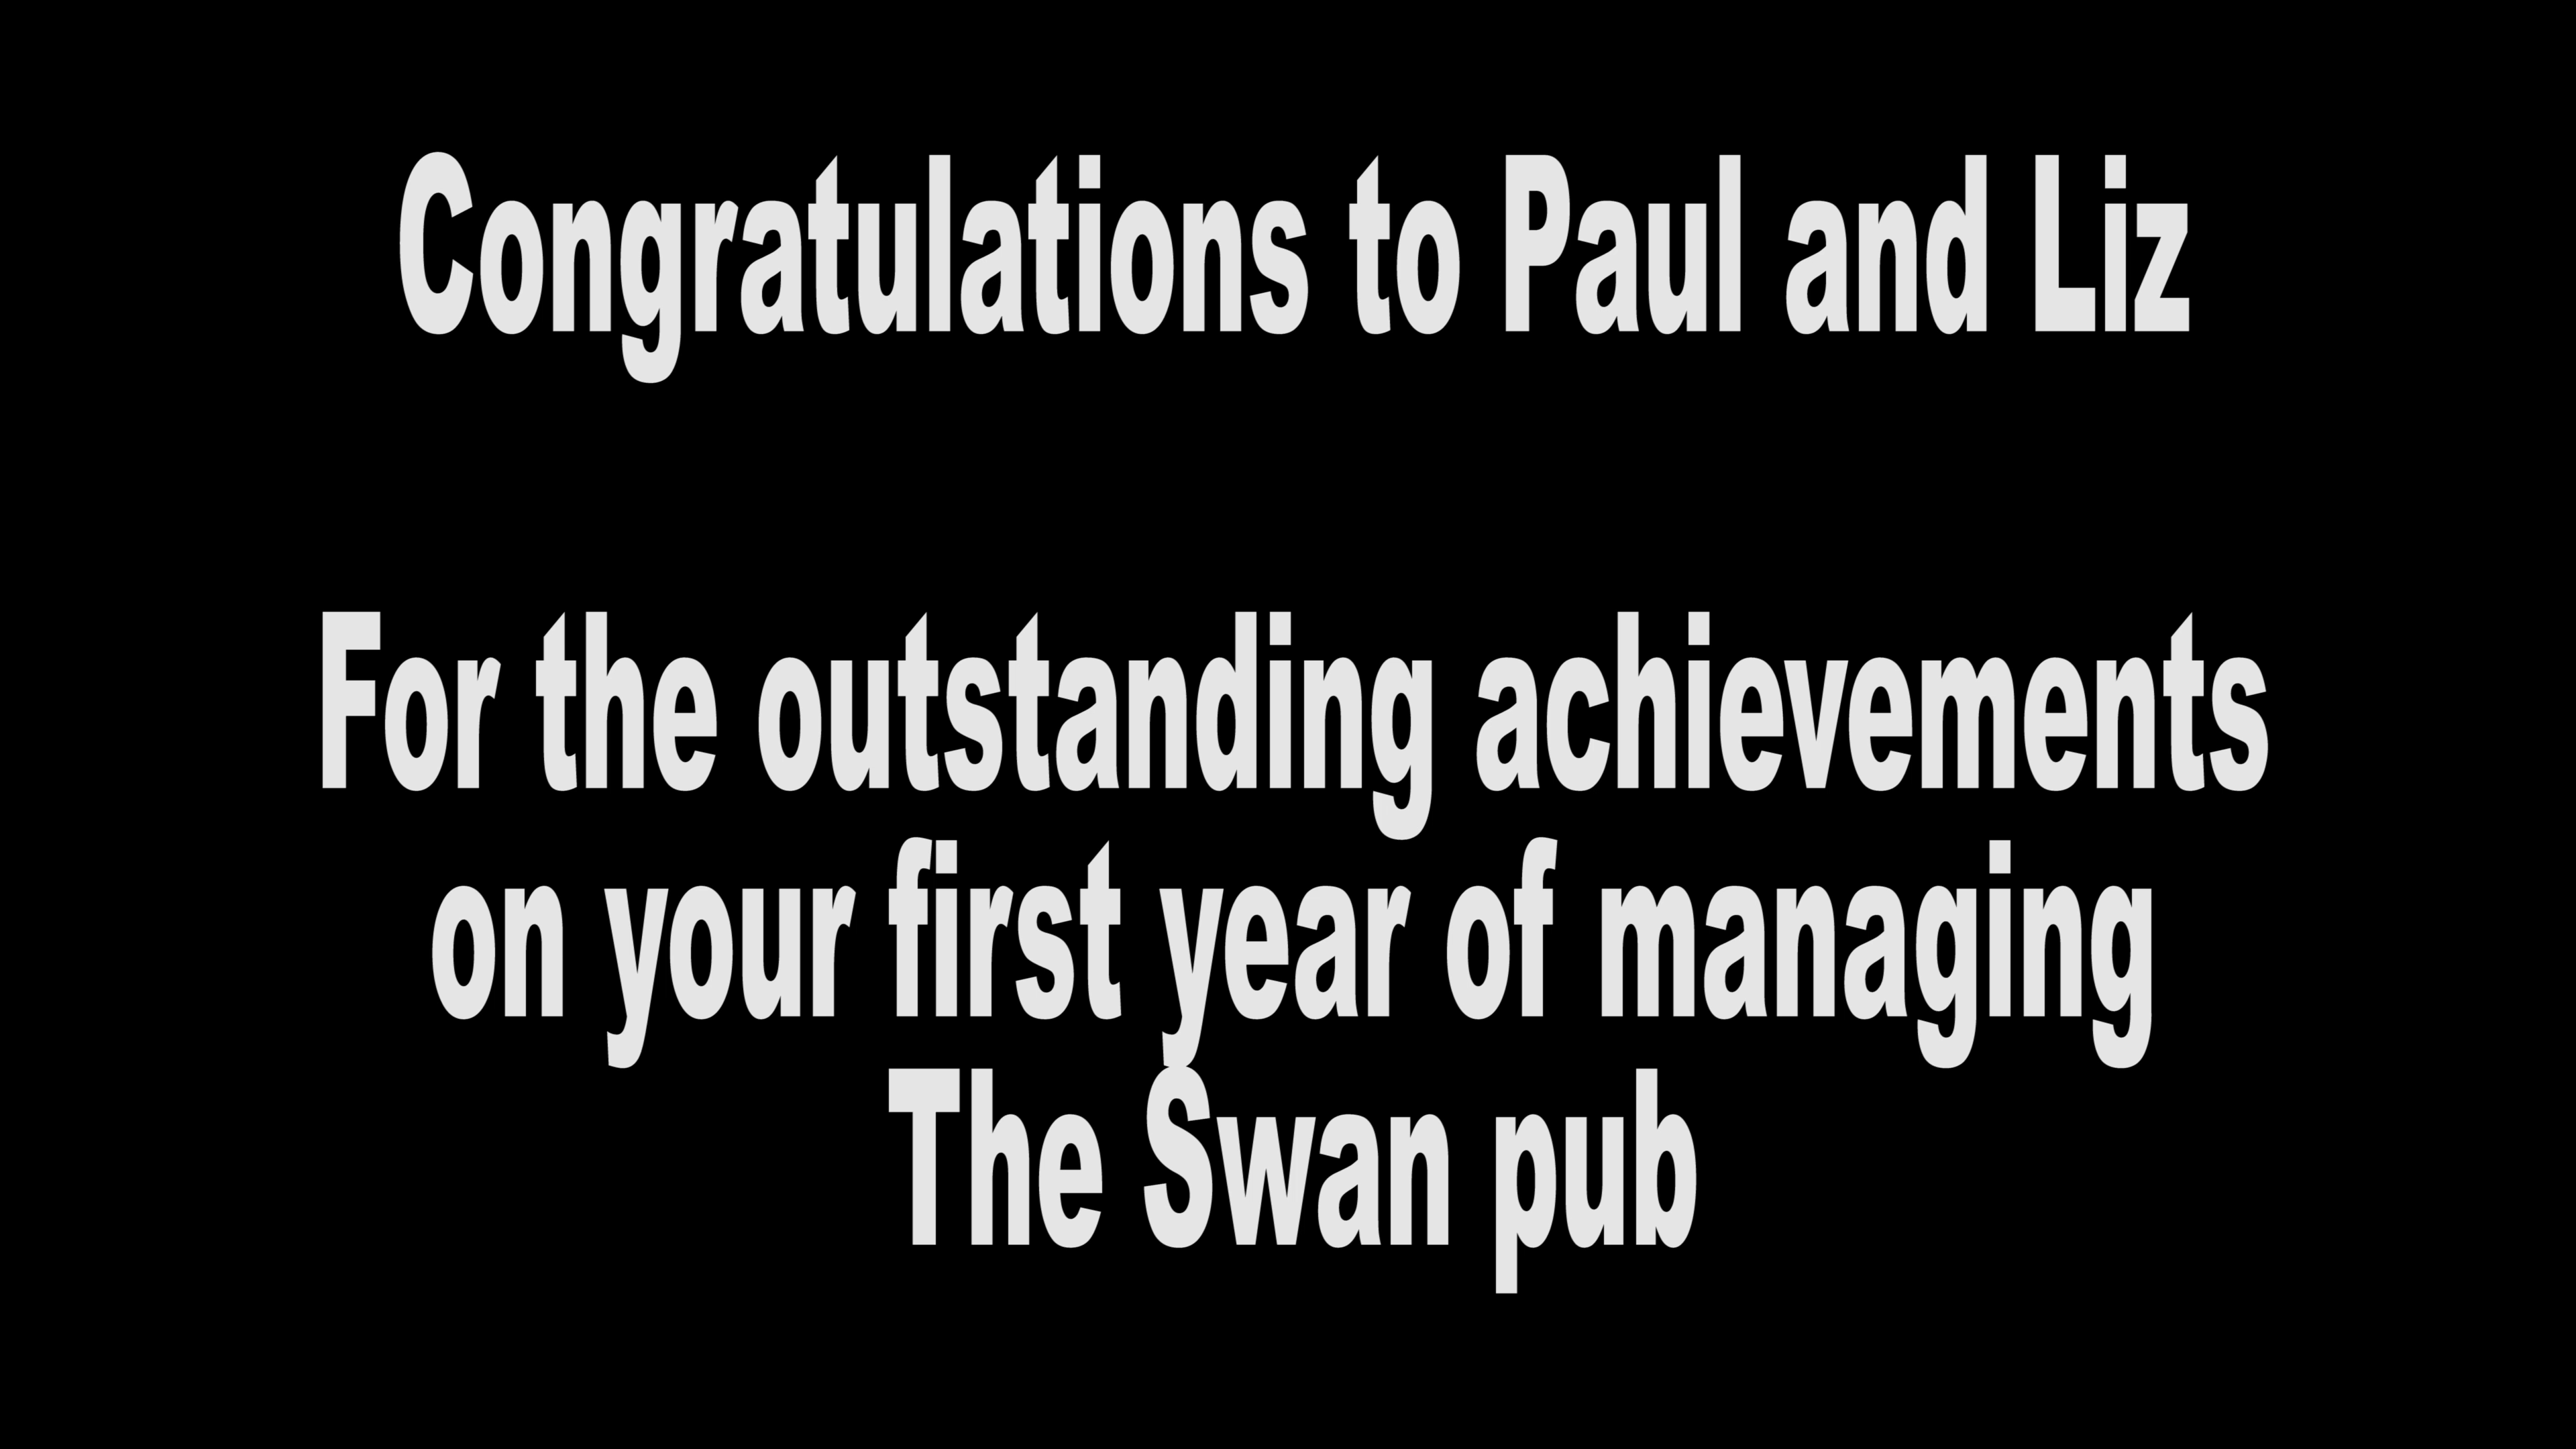 Congratulations to Paul and Liz
For the outstanding achievements
on your first year of managing
The Swan pub